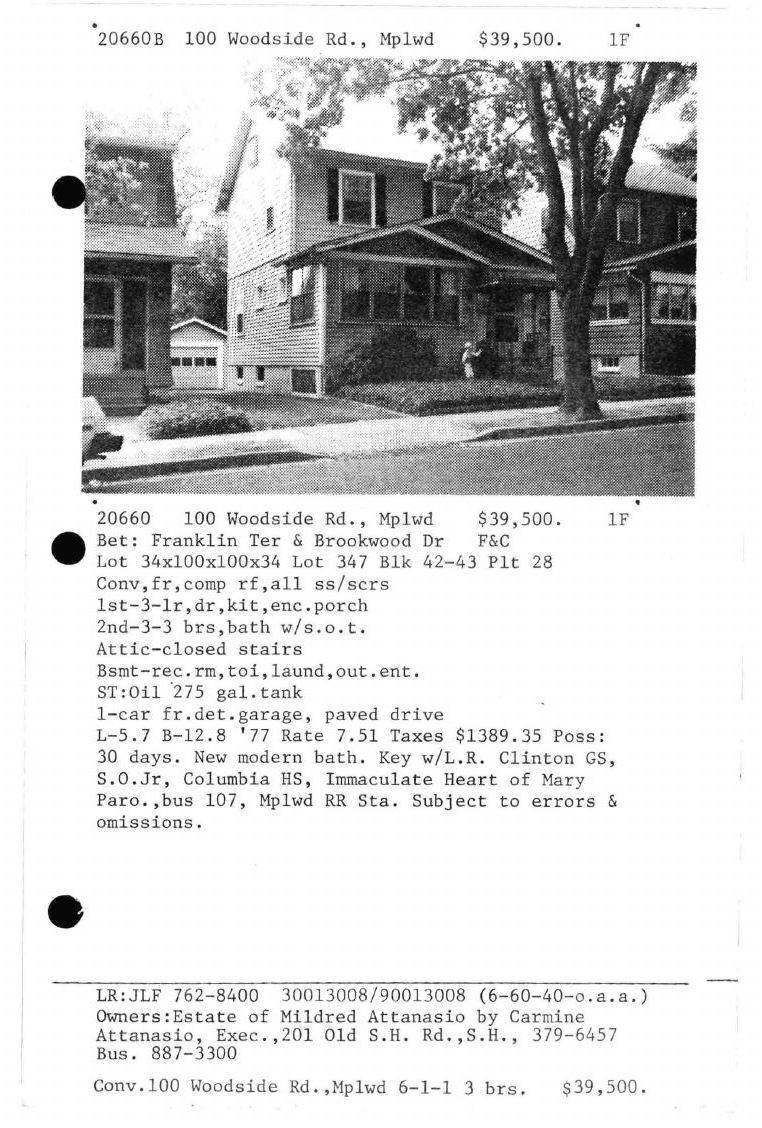 20660B 100 Woodside Rd., Mplwd $39,500. 1F
20660 100 Woodside Rd., Mplwd $39,500. 1F
Bet: Franklin Ter & Brookwood Dr F&C
Lot 34x100x100x34 Lot 347 Blk 42-43 Plt 28
Conv,fr,comp rf,all ss/scrs
1st-3-lr,dr,kit,enc.porch
2nd-3-3 brs,bath w/s.o.t.
Attic-closed stairs
Bsmt-rec.rm,toi,laund,out.ent.
ST:Oil 275 gal.tank
1-car fr.det.garage, paved drive
L-5.7 B-12.8 '77 Rate 7.51 Taxes $1389.35 Poss:
30 days. New modern bath. Key w/L.R. Clinton GS,
S.O.Jr, Columbia HS, Immaculate Heart of Mary
Paro.,bus 107, Mplwd RR Sta. Subject to errors &
omissions.
LR:JLF 762-8400 30013008/90013008 (6-60-40-o.a.a.)
Owners:Estate of Mildred Attanasio by Carmine
Attanasio, Exec.,201 Old S.H. Rd.,S.H., 379-6457
Bus. 887-3300
Conv.100 Woodside Rd.,Mplwd 6-1-1 3 brs. $39,500.